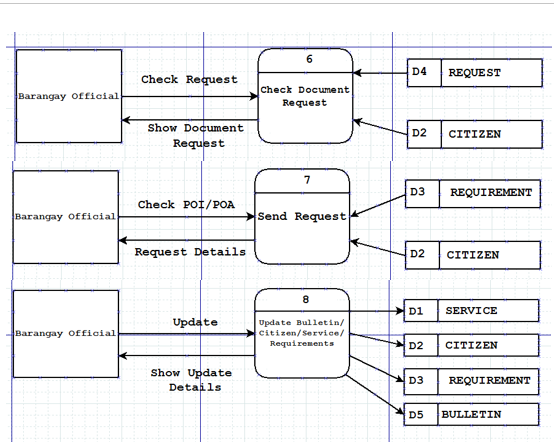 6
D4 REQUEST
Check Request
Barangay Official
Check Document
Request
Show Document
Request
D2 CITIZEN
7
D3 REQUIREMENT
Check POI/POA
Barangay Official
Send Request
Request Details
D2 CITIZEN
8
D1 SERVICE
Update
Barangay Official
Update Bulletin/
Citizen/Service/
Requirements
D2 CITIZEN
Show Update
Details
D3 REQUIREMENT
D5 BULLETIN